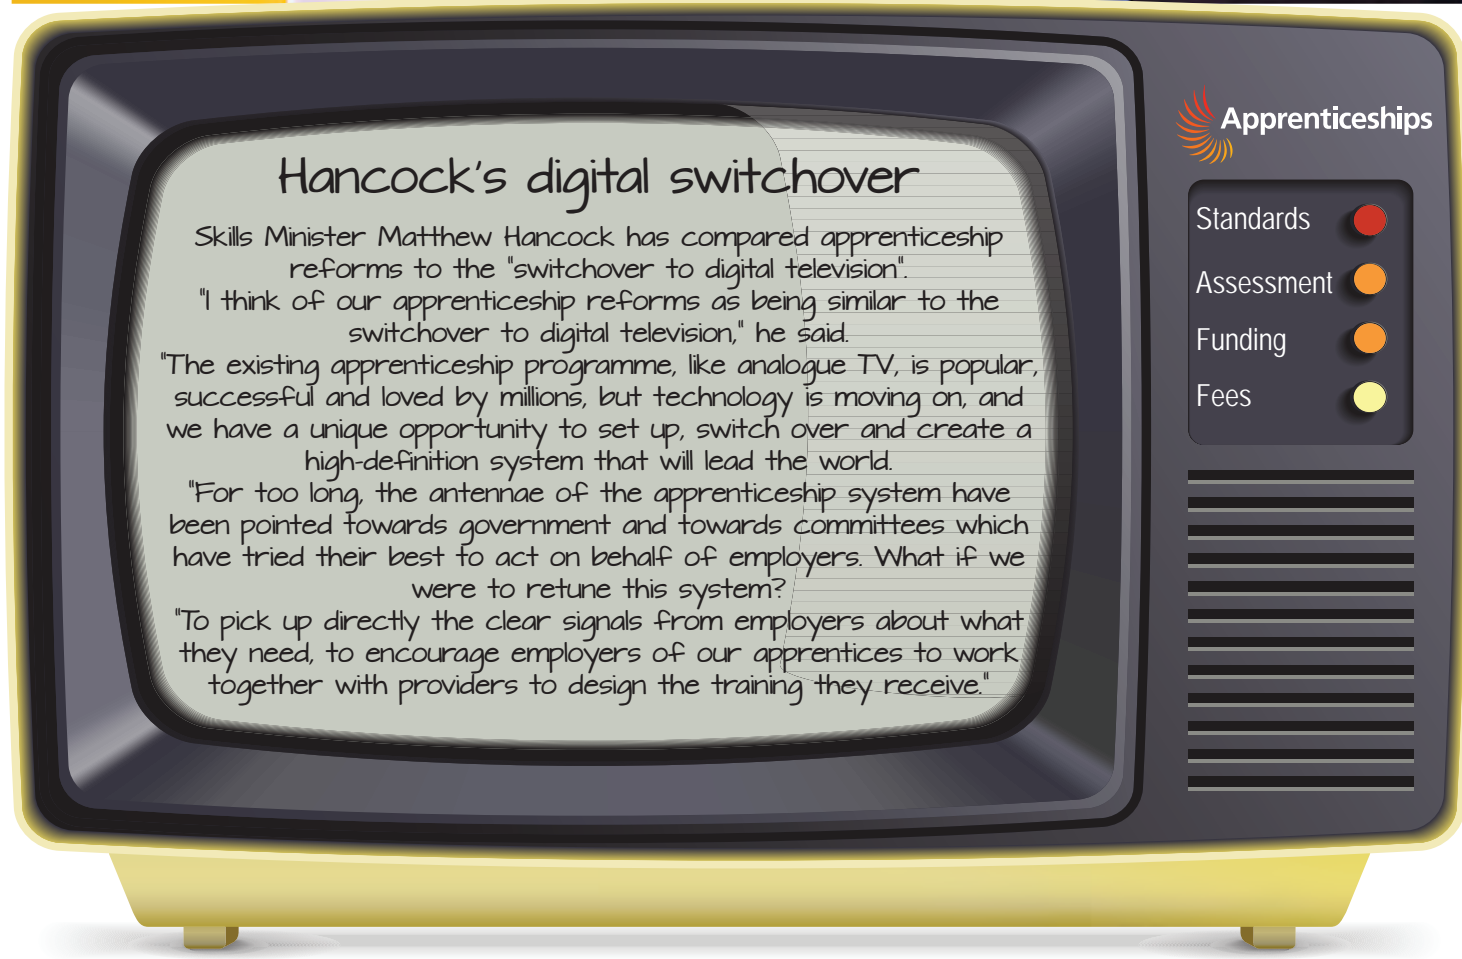 Hancock's digital switchover
Skills Minister Matthew Hancock has compared apprenticeship
reforms to the "switchover to digital television".
"I think of our apprenticeship reforms as being similar to the
switchover to digital television," he said.
"The existing apprenticeship programme, like analogue TV, is popular,
successful and loved by millions, but technology is moving on, and
we have a unique opportunity to set up, switch over and create a
high-definition system that will lead the world.
"For too long, the antennae of the apprenticeship system have
been pointed towards government and towards committees which
have tried their best to act on behalf of employers. What if we
were to retune this system?
"To pick up directly the clear signals from employers about what
they need, to encourage employers of our apprentices to work
together with providers to design the training they receive."
Apprenticeships
Standards
Assessment
Funding
Fees